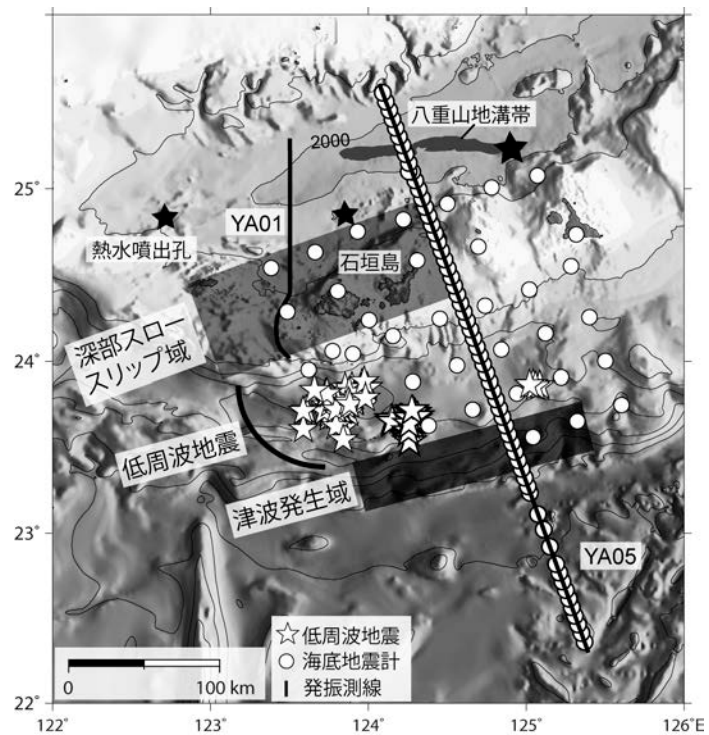 八重山地溝帯
2000
25°
YA01
熱水噴出孔
石垣島
深部スロー
スリップ域
24°
低周波地震
津波発生域
23°
YA05
低周波地震
海底地震計
発振測線
0 100 km
22°
122° 123° 124° 125° 126°E